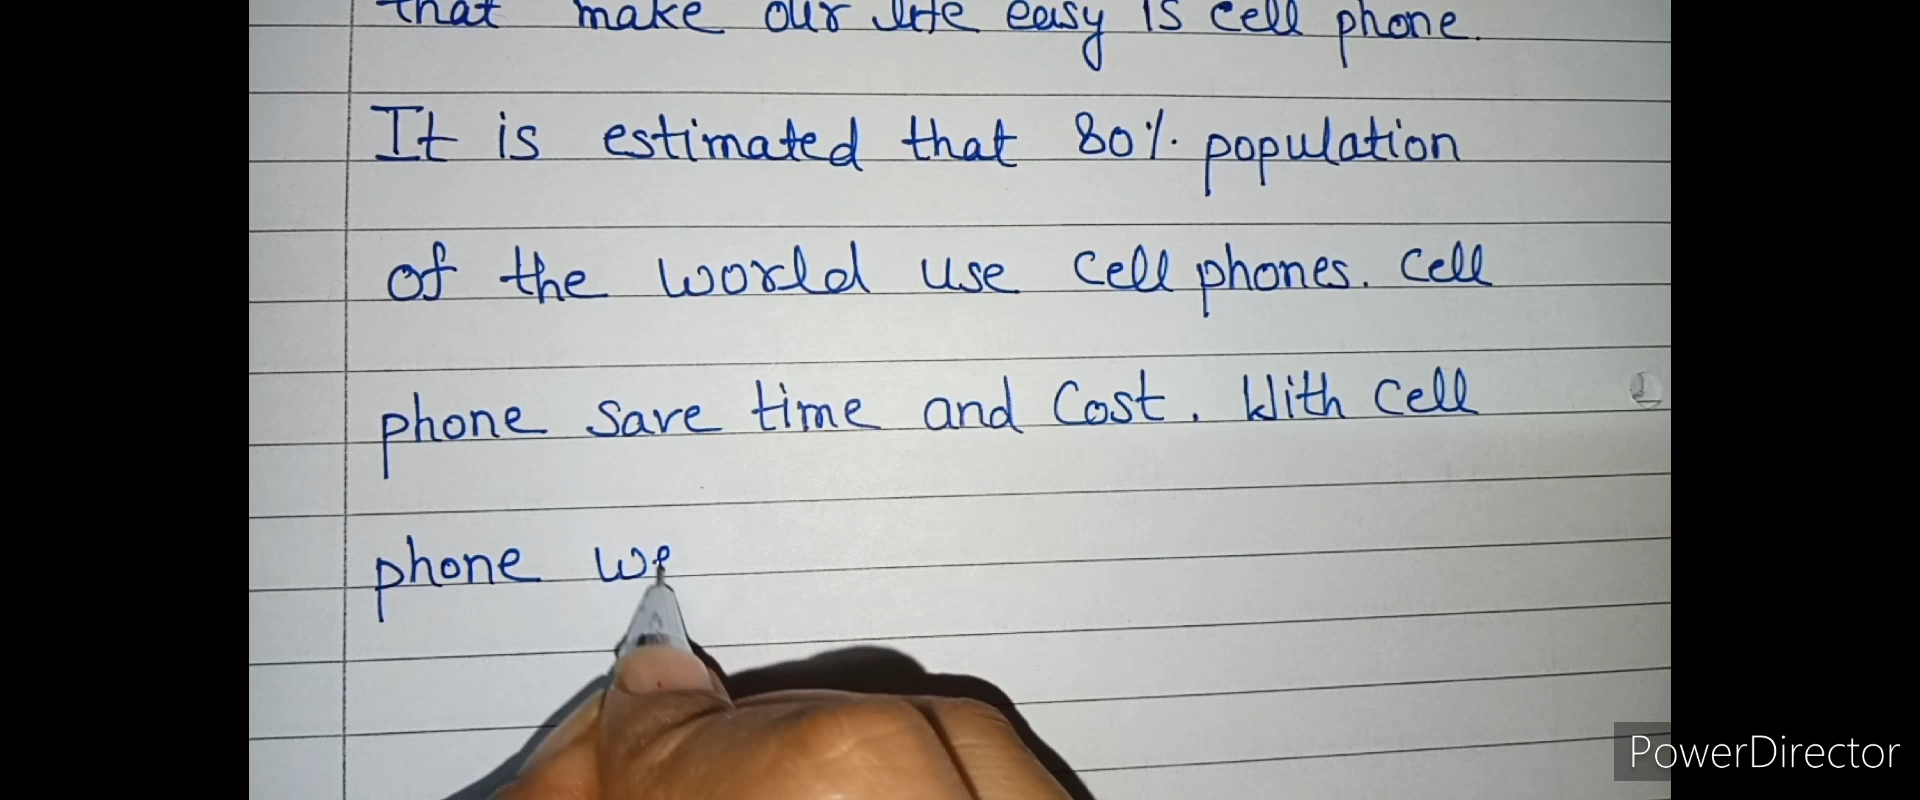 that make our life easy is cell phone.
It is estimated that 80% population
of the world use cell phones. Cell
phone save time and Cost. With Cell
phone we
PowerDirector